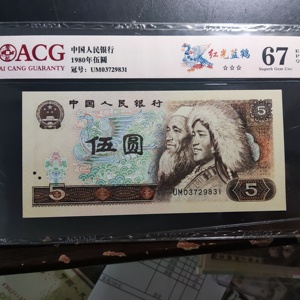 ACG
AI CANG GUARANTY
中国人民银行
1980年伍圓
冠号：UM03729831
红光蓝鹤
☆☆☆
67
Superb Gem Unc
中国人民银行
伍圆
UM03729831
5
5